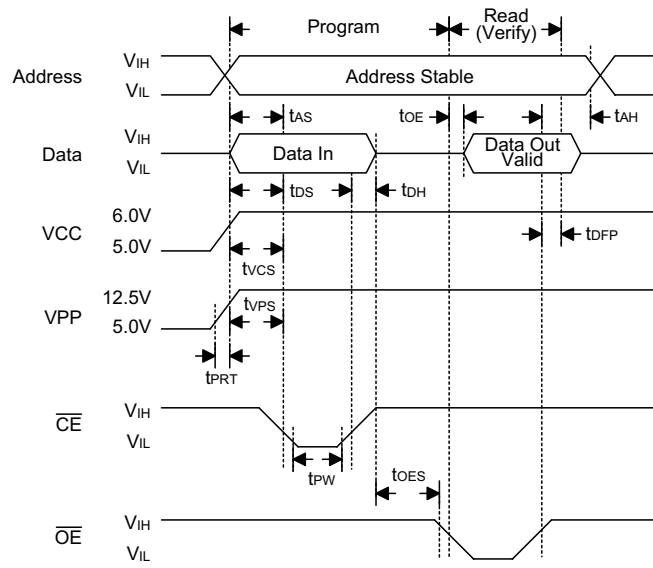 Program
Read
(Verify)
Address
VIH
VIL
Address Stable
tAS
tOE
tAH
Data
VIH
VIL
Data In
Data Out
Valid
tDS
tDH
VCC
6.0V
5.0V
tVCS
tDFP
VPP
12.5V
5.0V
tVPS
tPRT
CE
VIH
VIL
tPW
tOES
OE
VIH
VIL